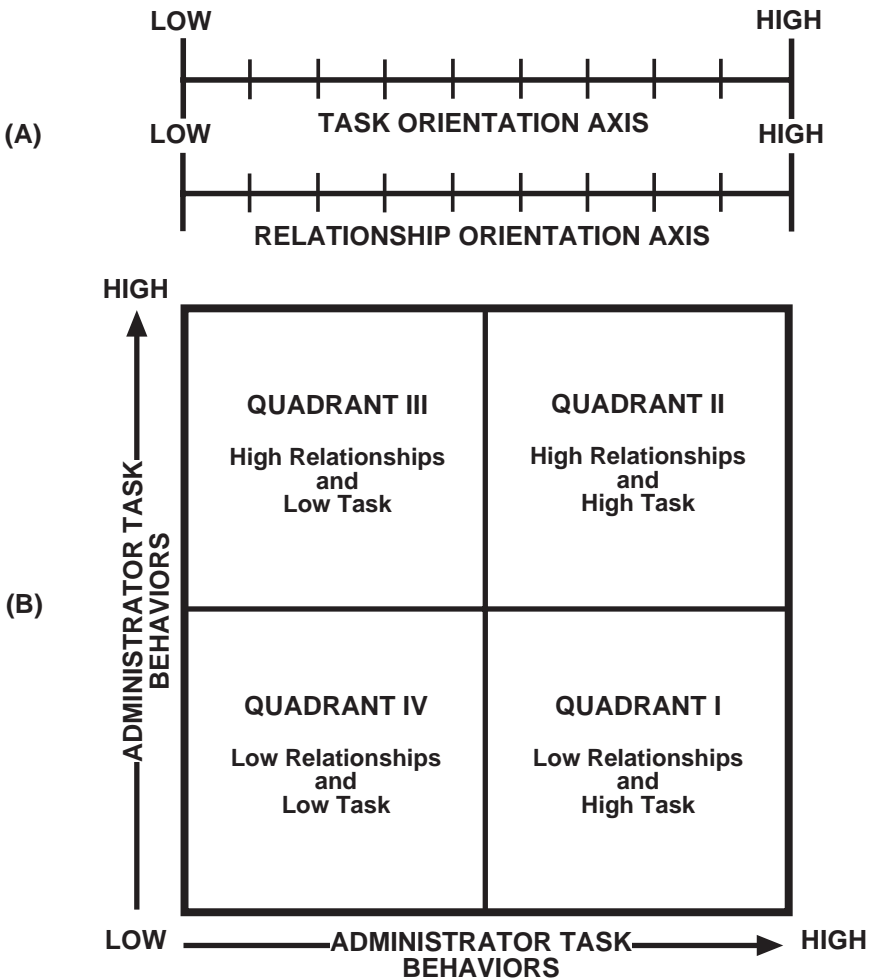 LOW HIGH
TASK ORIENTATION AXIS
(A)
LOW HIGH
RELATIONSHIP ORIENTATION AXIS
HIGH
QUADRANT III
High Relationships
and
Low Task
QUADRANT II
High Relationships
and
High Task
ADMINISTRATOR TASK
BEHAVIORS
(B)
QUADRANT IV
Low Relationships
and
Low Task
QUADRANT I
Low Relationships
and
High Task
LOW
ADMINISTRATOR TASK
BEHAVIORS
HIGH